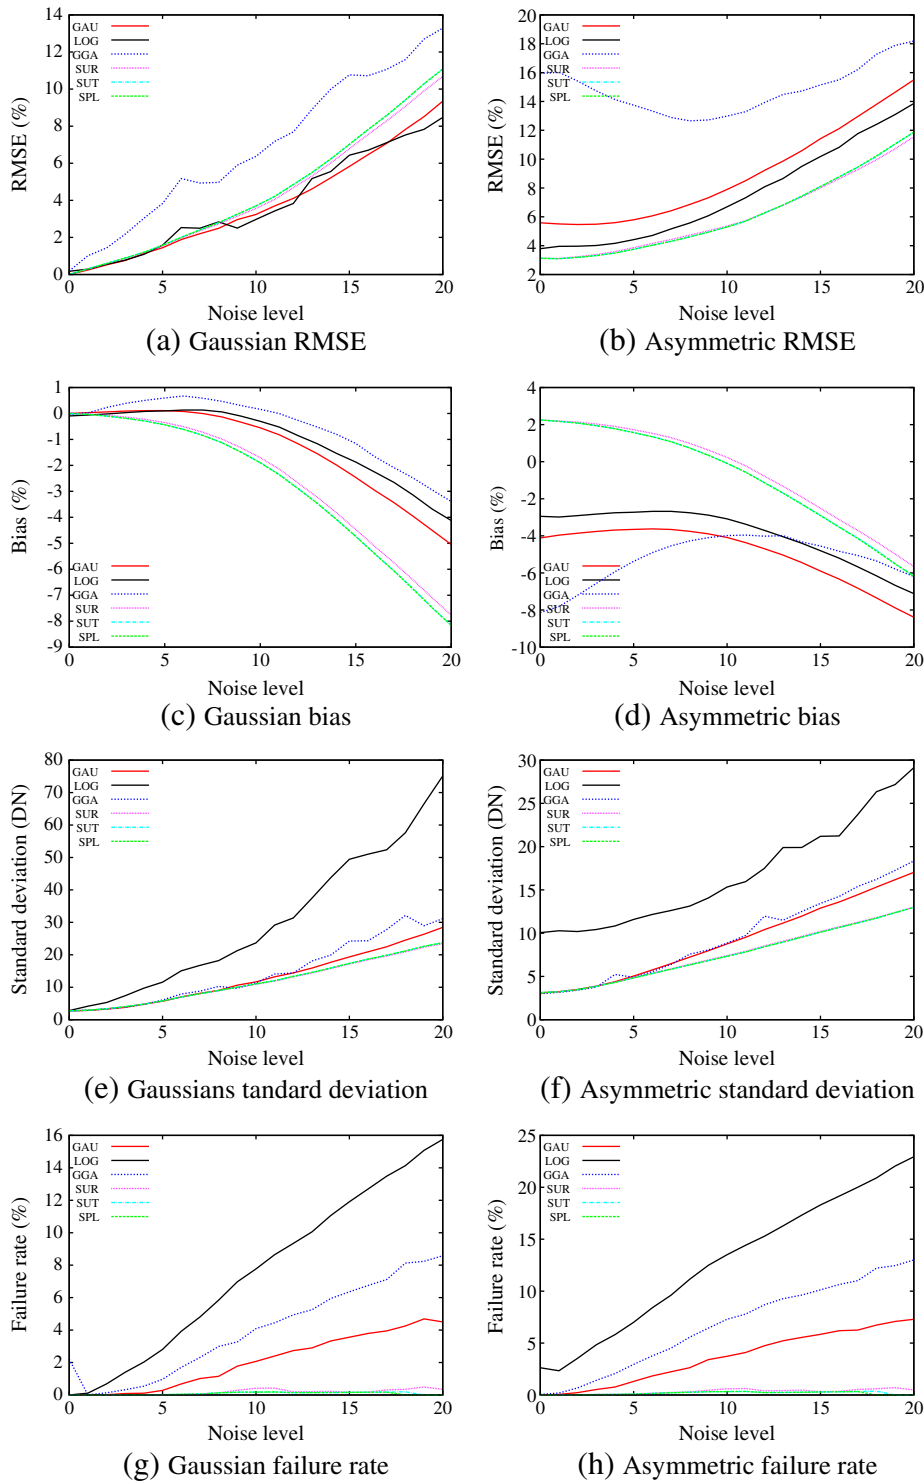 14
12
10
8
6
4
2
0
RMSE (%)
GAU
LOG
GGA
SUR
SUT
SPL
0 5 10 15 20
Noise level
(a) Gaussian RMSE
20
18
16
14
12
10
8
6
4
2
RMSE (%)
GAU
LOG
GGA
SUR
SUT
SPL
0 5 10 15 20
Noise level
(b) Asymmetric RMSE
1
0
-1
-2
-3
-4
-5
-6
-7
-8
-9
Bias (%)
GAU
LOG
GGA
SUR
SUT
SPL
0 5 10 15 20
Noise level
(c) Gaussian bias
4
2
0
-2
-4
-6
-8
-10
Bias (%)
GAU
LOG
GGA
SUR
SUT
SPL
0 5 10 15 20
Noise level
(d) Asymmetric bias
80
70
60
50
40
30
20
10
0
Standard deviation (DN)
GAU
LOG
GGA
SUR
SUT
SPL
0 5 10 15 20
Noise level
(e) Gaussians tandard deviation
30
25
20
15
10
5
0
Standard deviation (DN)
GAU
LOG
GGA
SUR
SUT
SPL
0 5 10 15 20
Noise level
(f) Asymmetric standard deviation
16
14
12
10
8
6
4
2
0
Failure rate (%)
GAU
LOG
GGA
SUR
SUT
SPL
0 5 10 15 20
Noise level
(g) Gaussian failure rate
25
20
15
10
5
0
Failure rate (%)
GAU
LOG
GGA
SUR
SUT
SPL
0 5 10 15 20
Noise level
(h) Asymmetric failure rate